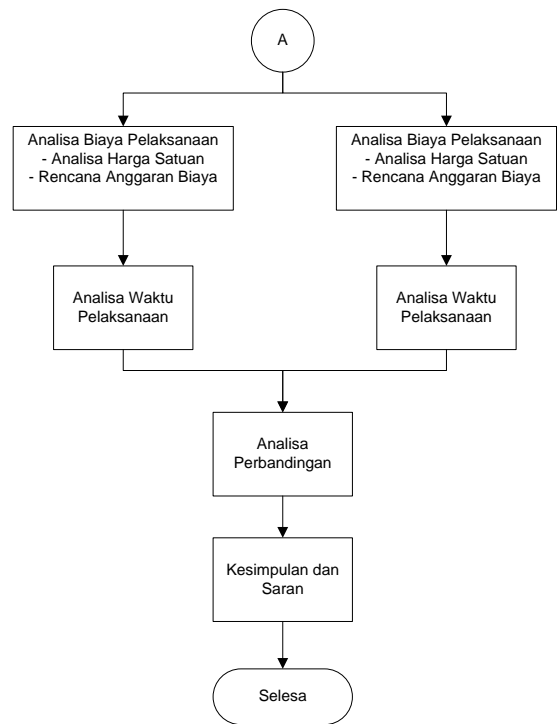 A
Analisa Biaya Pelaksanaan
- Analisa Harga Satuan
- Rencana Anggaran Biaya
Analisa Biaya Pelaksanaan
- Analisa Harga Satuan
- Rencana Anggaran Biaya
Analisa Waktu
Pelaksanaan
Analisa Waktu
Pelaksanaan
Analisa
Perbandingan
Kesimpulan dan
Saran
Selesa